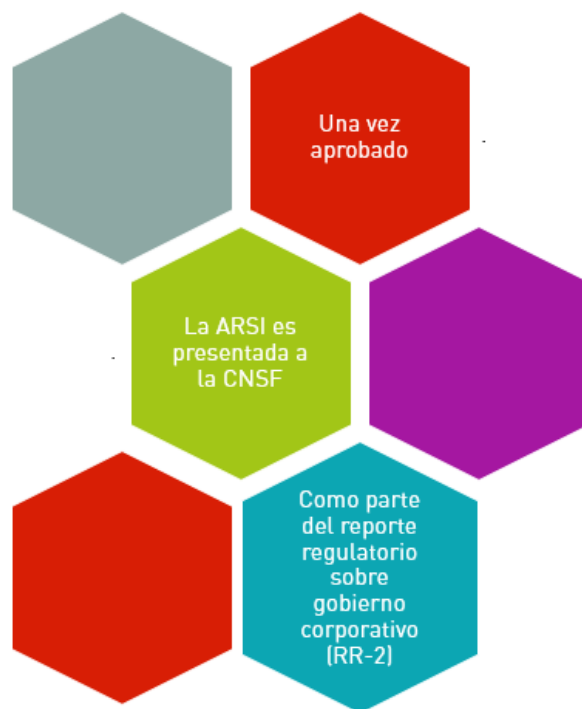 Una vez
aprobado
La ARSI es
presentada a
la CNSF
Como parte
del reporte
regulatorio
sobre
gobierno
corporativo
(RR-2)